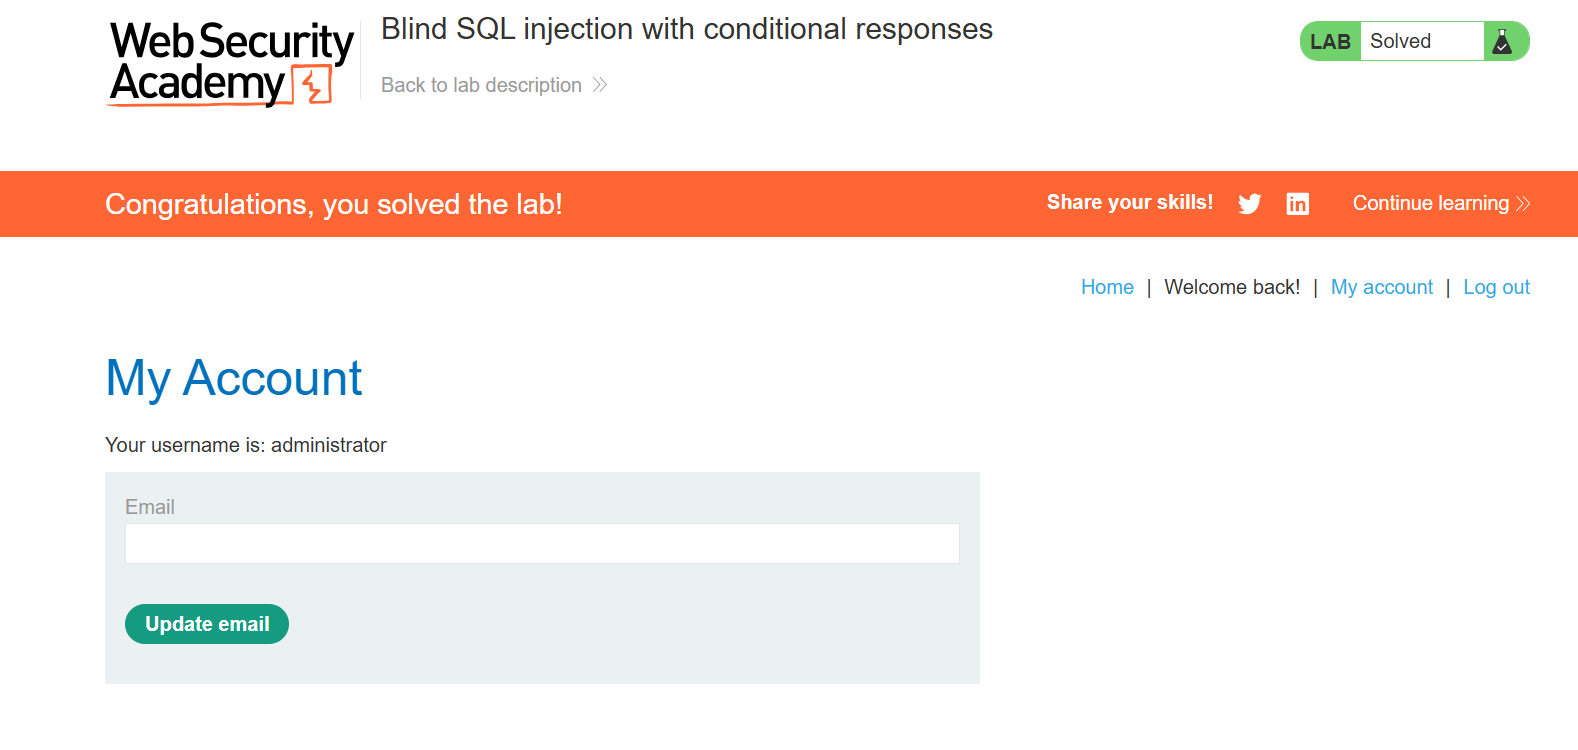 Web Security
Academy
Blind SQL injection with conditional responses
Back to lab description
LAB Solved
Congratulations, you solved the lab!
Share your skills!
in
Continue learning
Home | Welcome back! | My account | Log out
My Account
Your username is: administrator
Email
Update email